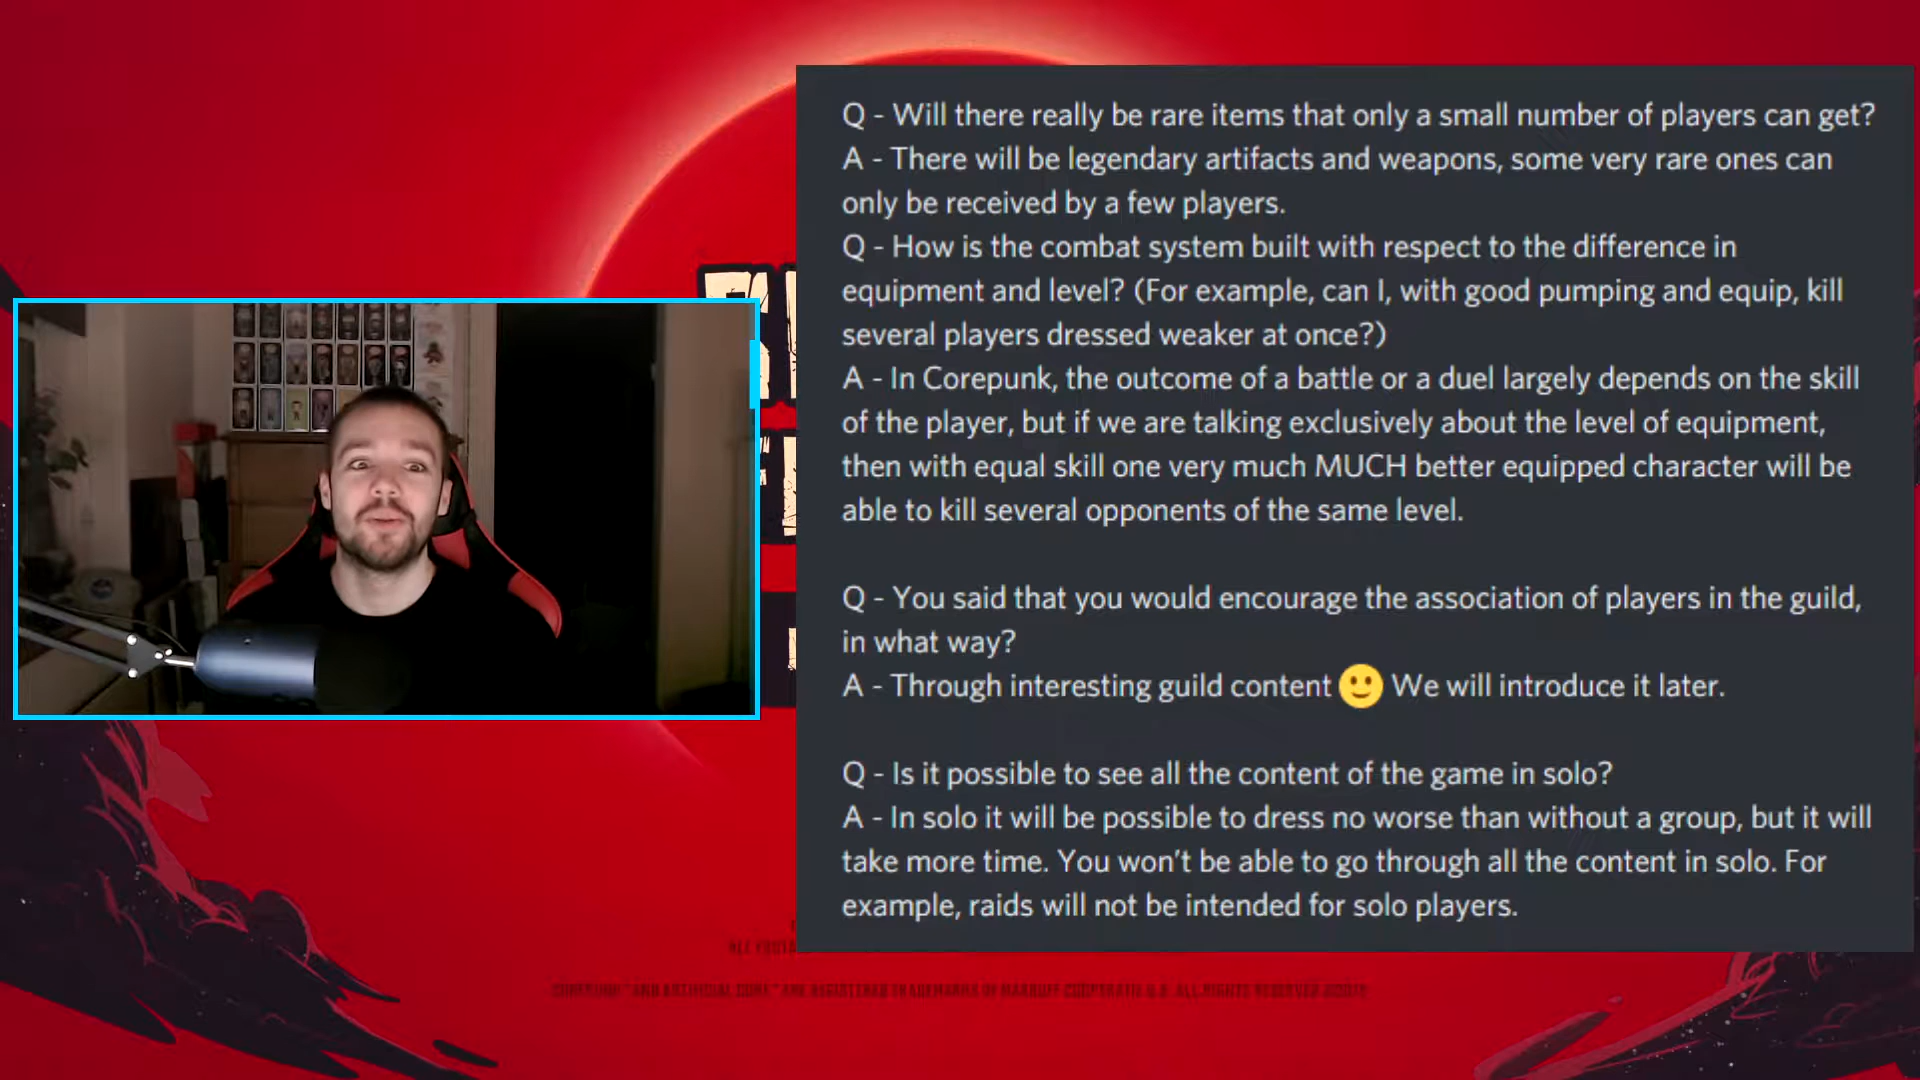 Q - Will there really be rare items that only a small number of players can get?
A - There will be legendary artifacts and weapons, some very rare ones can
only be received by a few players.
Q - How is the combat system built with respect to the difference in
equipment and level? (For example, can I, with good pumping and equip, kill
several players dressed weaker at once?)
A - In Corepunk, the outcome of a battle or a duel largely depends on the skill
of the player, but if we are talking exclusively about the level of equipment,
then with equal skill one very much MUCH better equipped character will be
able to kill several opponents of the same level.
Q - You said that you would encourage the association of players in the guild,
in what way?
A - Through interesting guild content 🙂 We will introduce it later.
Q - Is it possible to see all the content of the game in solo?
A - In solo it will be possible to dress no worse than without a group, but it will
take more time. You won't be able to go through all the content in solo. For
example, raids will not be intended for solo players.
ARE REGISTERED TRADEMARKS OF ALL RIGHTS RESERVED